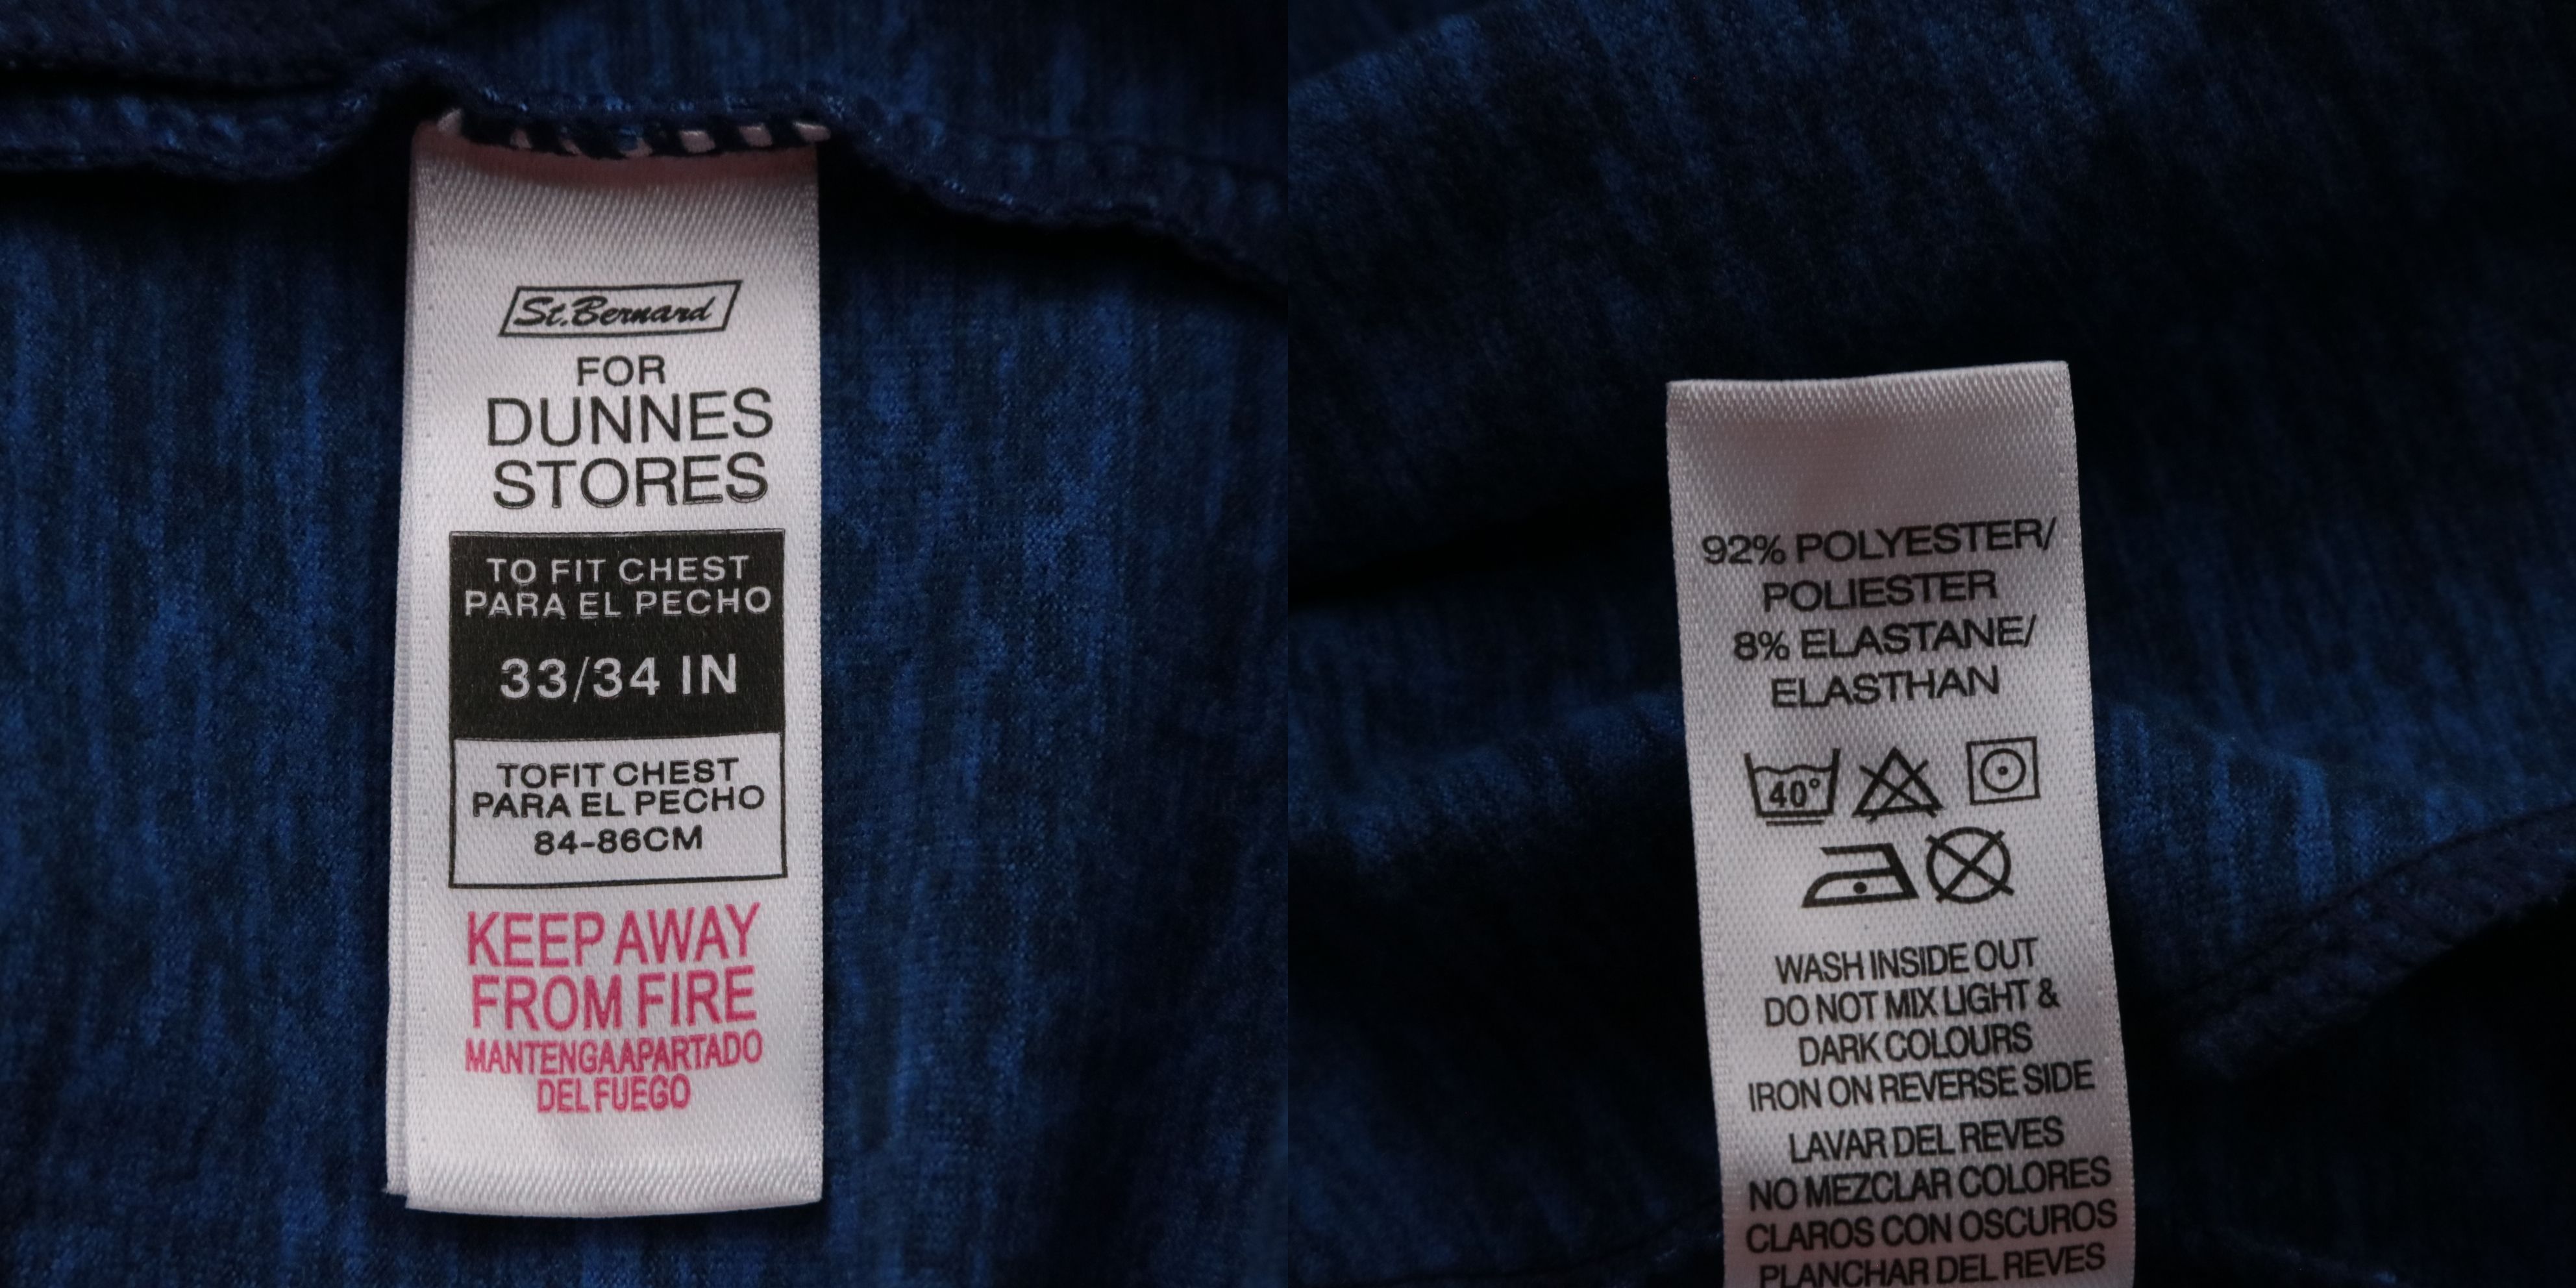 St.Bernard
FOR
DUNNES
STORES
TO FIT CHEST
PARA EL PECHO
33/34 IN
TOFIT CHEST
PARA EL PECHO
84-86CM
KEEP AWAY
FROM FIRE
MANTENGAAPARTADO
DEL FUEGO
92% POLYESTER/
POLIESTER
8% ELASTANE/
ELASTHAN
40°
WASH INSIDE OUT
DO NOT MIX LIGHT &
DARK COLOURS
IRON ON REVERSE SIDE
LAVAR DEL REVES
NO MEZCLAR COLORES
CLAROS CON OSCUROS
PLANCHAR DEL REVES